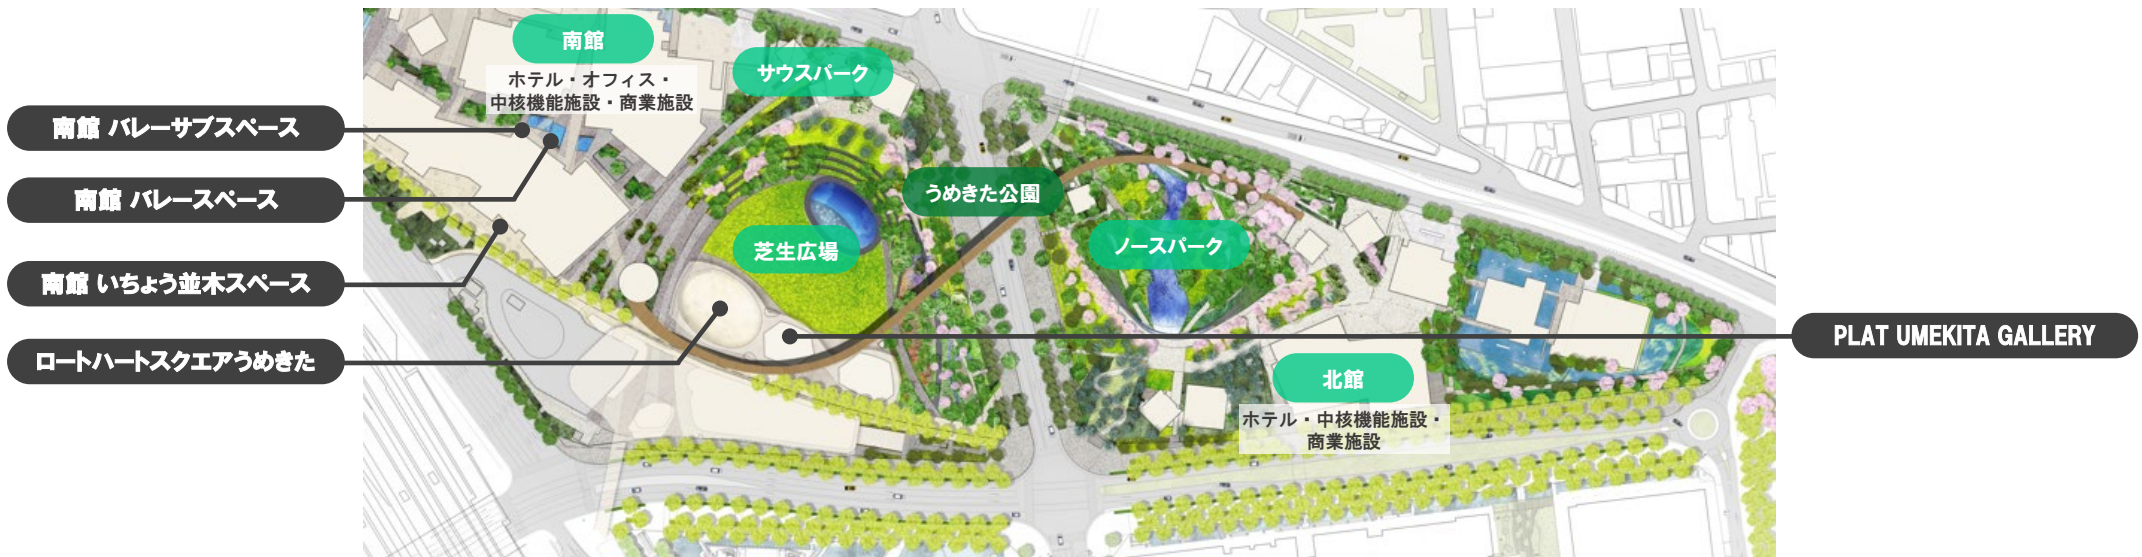 南館
ホテル・オフィス・
中核機能施設・商業施設
サウスパーク
南館 バレーサブスペース
南館 バレースペース
うめきた公園
芝生広場
ノースパーク
南館 いちょう並木スペース
ロートハートスクエアうめきた
PLAT UMEKITA GALLERY
北館
ホテル・中核機能施設・
商業施設